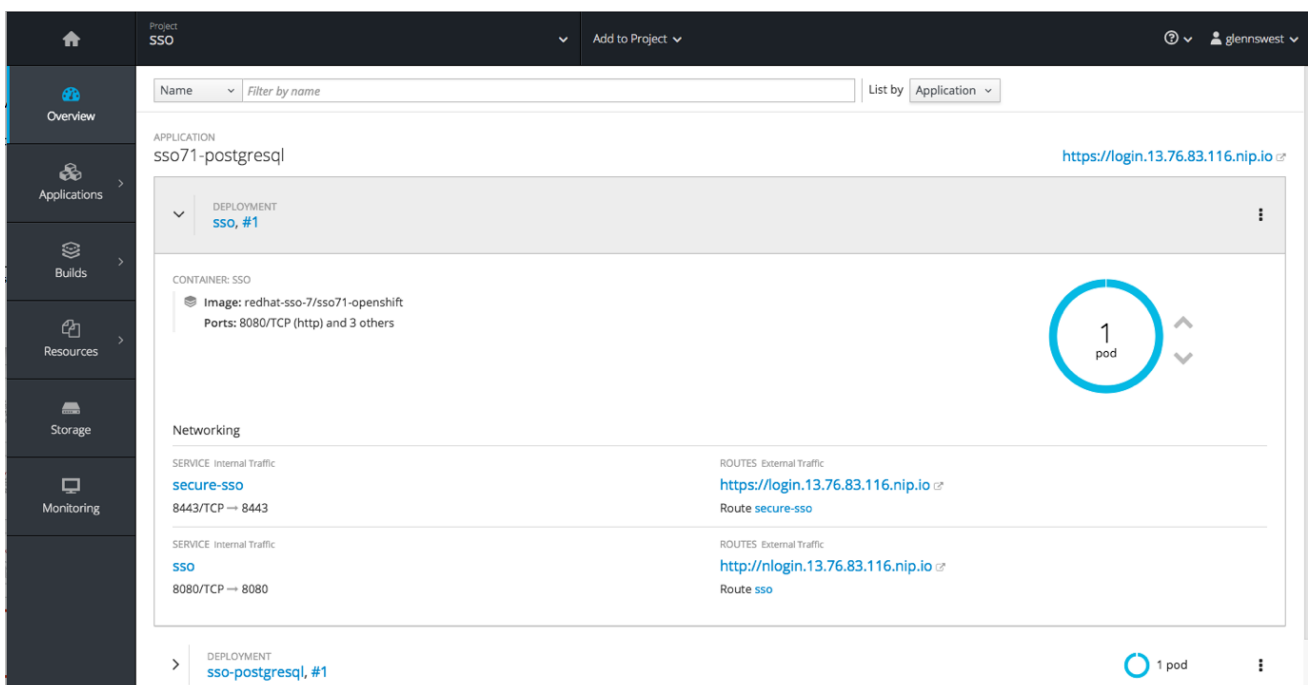 Project
sso
Add to Project
glennswest
Overview
Applications
Builds
Resources
Storage
Monitoring
Name
Filter by name
List by
Application
APPLICATION
sso71-postgresql
https://login.13.76.83.116.nip.io
DEPLOYMENT
sso, #1
CONTAINER: SSO
Image: redhat-sso-7/sso71-openshift
Ports: 8080/TCP (http) and 3 others
1
pod
Networking
SERVICE Internal Traffic
secure-sso
8443/TCP → 8443
ROUTES External Traffic
https://login.13.76.83.116.nip.io
Route secure-sso
SERVICE Internal Traffic
sso
8080/TCP → 8080
ROUTES External Traffic
http://nlogin.13.76.83.116.nip.io
Route sso
DEPLOYMENT
sso-postgresql, #1
1 pod